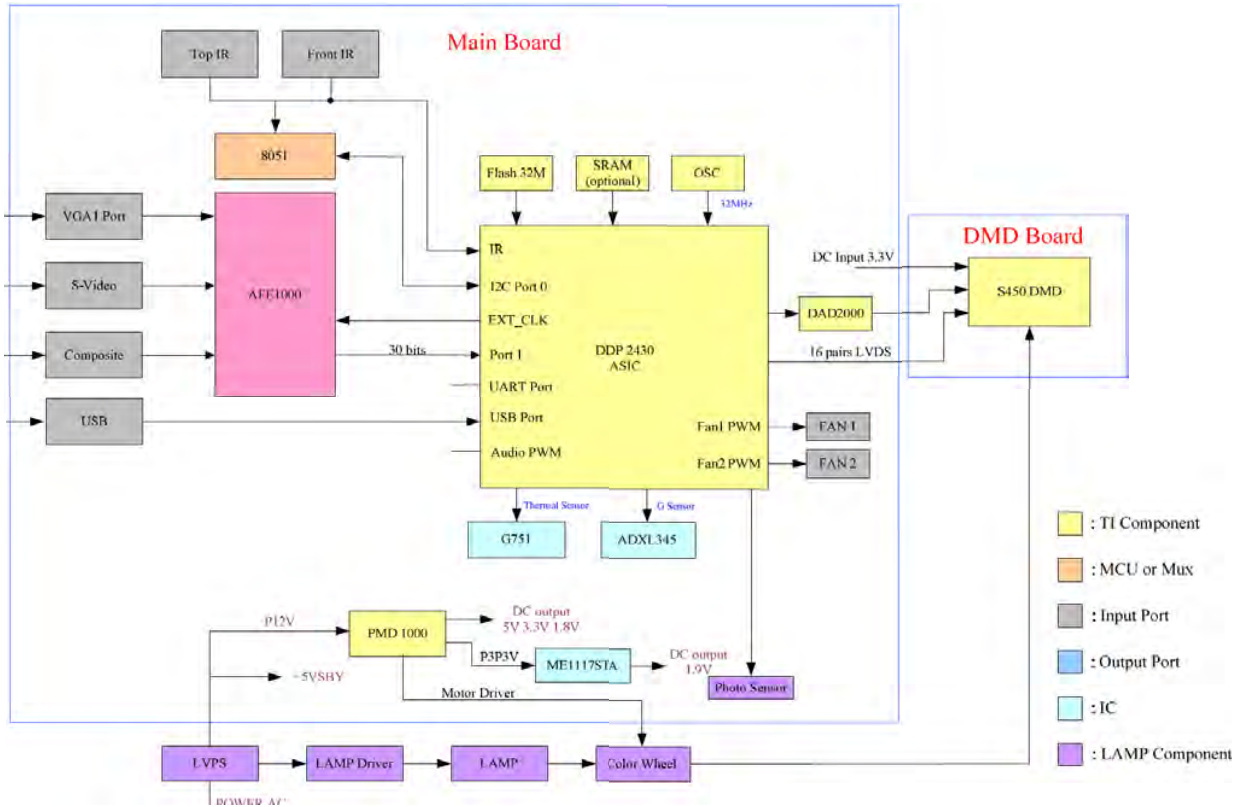 Main Board
Top IR
Front IR
8051
Flash 32M
SRAM
(optional)
OSC
32MHz
VGA1 Port
S-Video
Composite
USB
AFE1000
30 bits
IR
I2C Port 0
EXT_CLK
Port 1
UART Port
USB Port
Audio PWM
DDP 2430
ASIC
Fan1 PWM
Fan2 PWM
DMD Board
DC Input 3.3V
S450 DMD
DAD2000
16 pairs LVDS
FAN 1
FAN 2
Thermal Sensor
G Sensor
G751
ADXL345
: TI Component
: MCU or Mux
: Input Port
: Output Port
: IC
: LAMP Component
P12V
PMD 1000
DC output
5V 3.3V 1.8V
P3P3V
ME1117STA
DC output
1.9V
+5VSBY
Motor Driver
Photo Sensor
LVPS
LAMP Driver
LAMP
Color Wheel
POWER AC